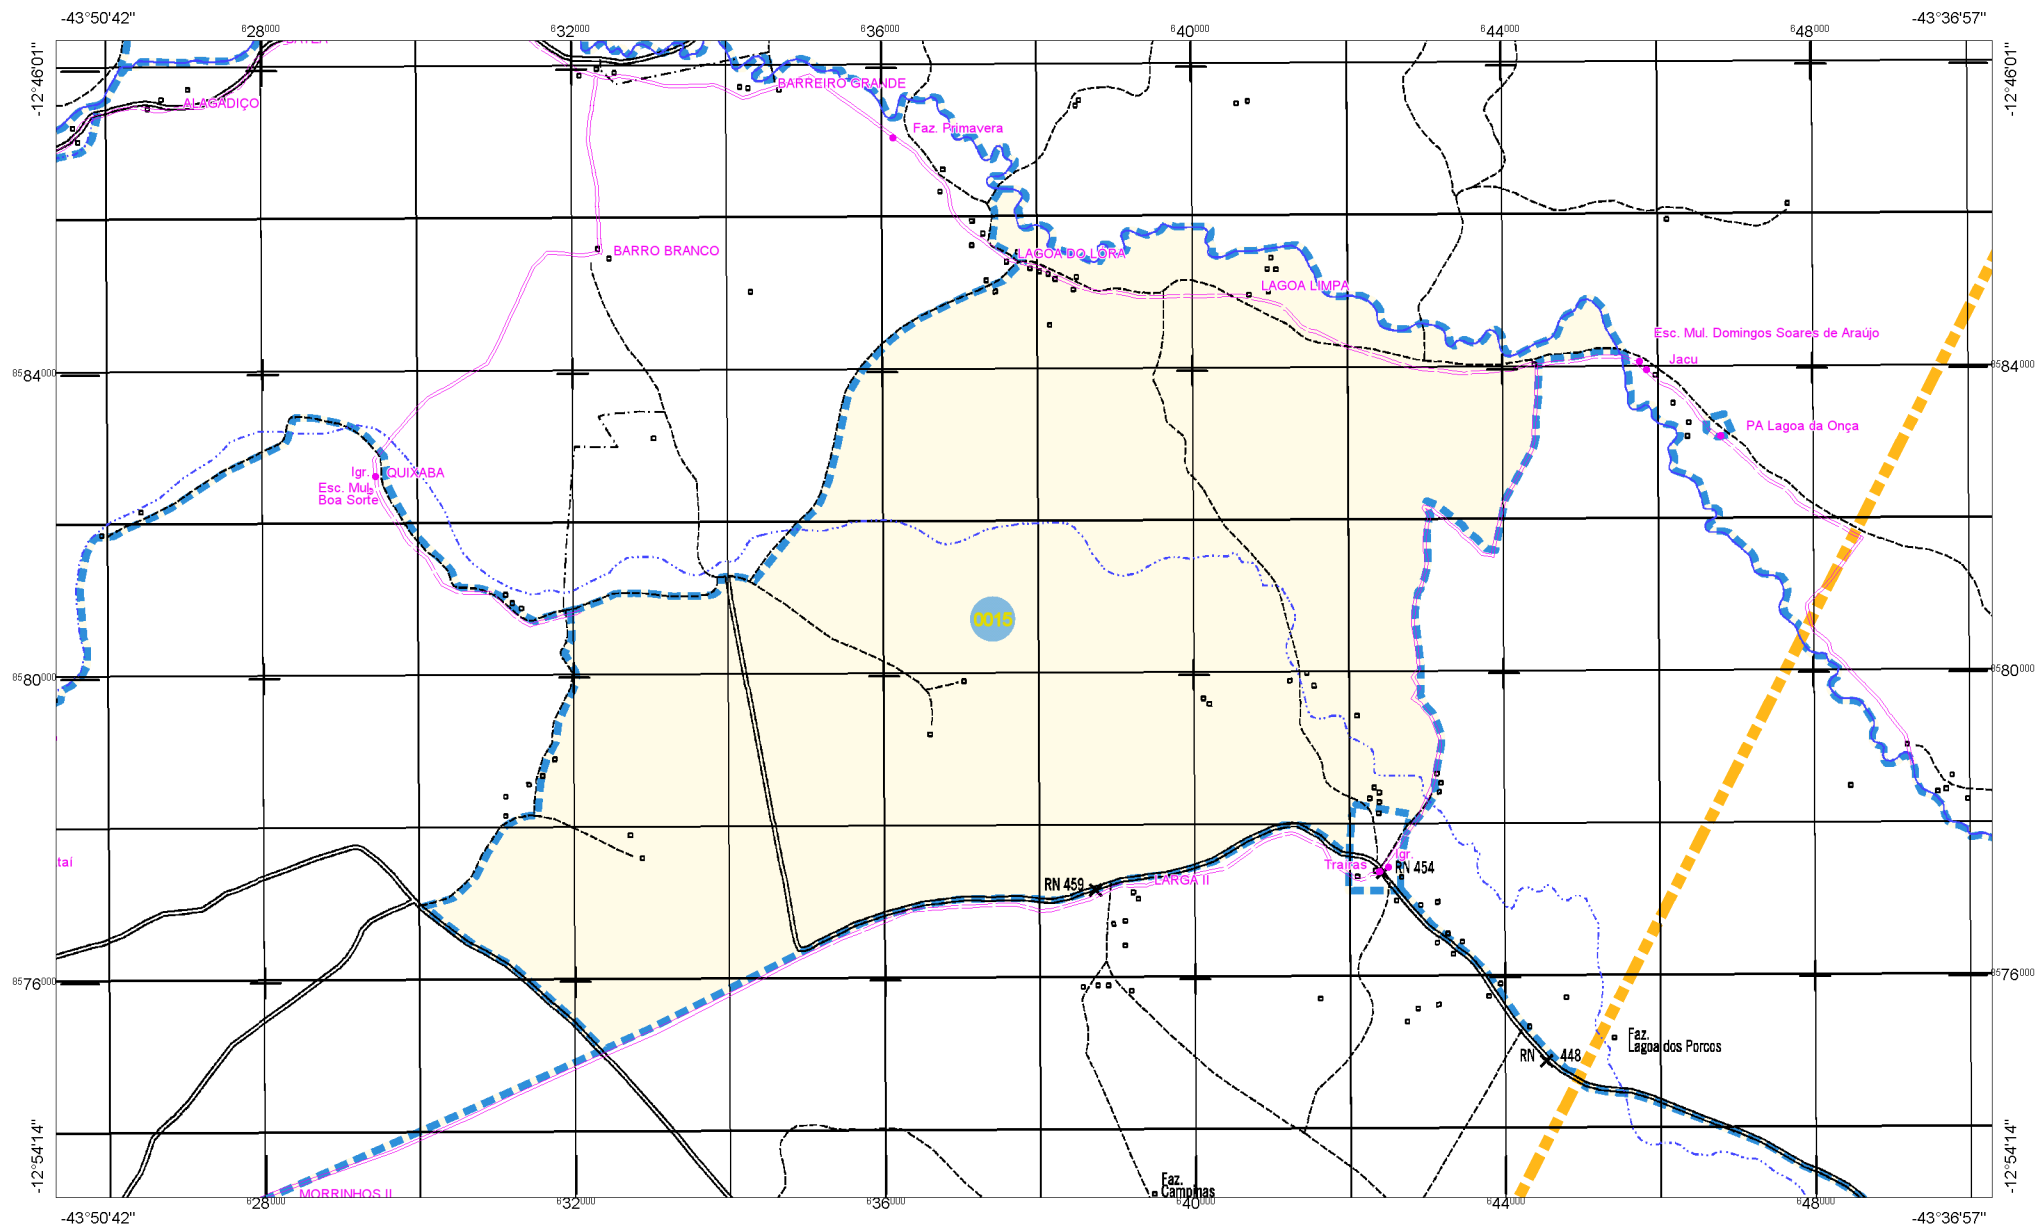 -43°50'42"
-43°36'57"
628000
632000
636000
640000
644000
648000
-12°46'01"
-12°46'01"
BARREIRO GRANDE
ALAGADIÇO
Faz. Primavera
BARRO BRANCO
LAGOA DO LORA
LAGOA LIMPA
Esc. Mul. Domingos Soares de Araújo
Jacu
8584000
8584000
PA Lagoa da Onça
Igr.
QUIXABA
Esc. Mul.
Boa Sorte
0015
8580000
8580000
taí
Igr.
Traíras
RN 454
RN 459
LARGA II
8576000
8576000
Faz.
Lagoa dos Porcos
RN 448
-12°54'14"
-12°54'14"
Faz.
Campinas
MORRINHOS II
628000
632000
636000
640000
644000
648000
-43°50'42"
-43°36'57"